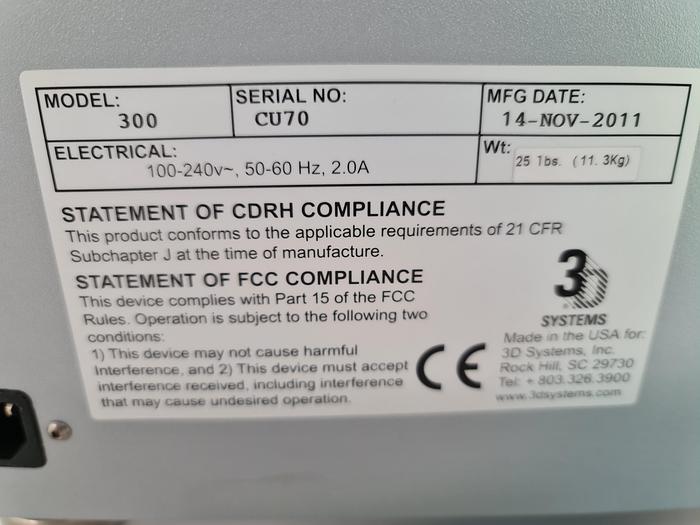 MODEL:
300
SERIAL NO:
CU70
MFG DATE:
14-NOV-2011
ELECTRICAL:
100-240v~, 50-60 Hz, 2.0A
Wt:
25 lbs. (11.3Kg)
STATEMENT OF CDRH COMPLIANCE
This product conforms to the applicable requirements of 21 CFR
Subchapter J at the time of manufacture.
STATEMENT OF FCC COMPLIANCE
This device complies with Part 15 of the FCC
Rules. Operation is subject to the following two
conditions:
1) This device may not cause harmful
Interference, and 2) This device must accept
interference received, including interference
that may cause undesired operation.
CE
3D
SYSTEMS
Made in the USA for:
3D Systems, Inc.
Rock Hill, SC 29730
Tel: + 803.326.3900
www.3dsystems.com